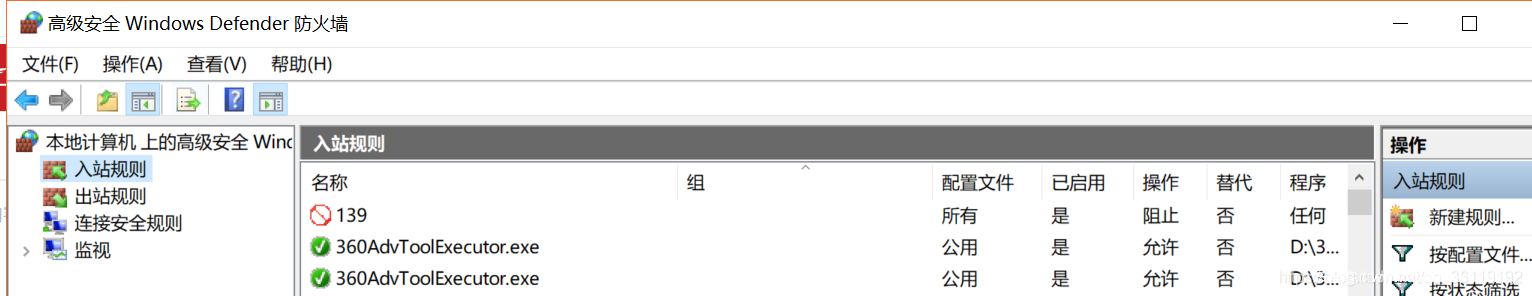 高级安全 Windows Defender 防火墙
文件(F) 操作(A) 查看(V) 帮助(H)
本地计算机 上的高级安全 Wind
入站规则
出站规则
连接安全规则
监视
入站规则
名称 组 配置文件 已启用 操作 替代 程序
139 所有 是 阻止 否 任何
360AdvToolExecutor.exe 公用 是 允许 否 D:\3...
360AdvToolExecutor.exe 公用 是 允许 否 D:\3...
操作
入站规则
新建规则...
按配置文件...
按状态筛选